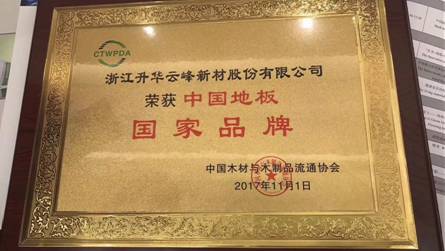 CTWPDA
浙江升华云峰新材股份有限公司
荣获 中国地板
国家品牌
中国木材与木制品流通协会
2017年11月1日